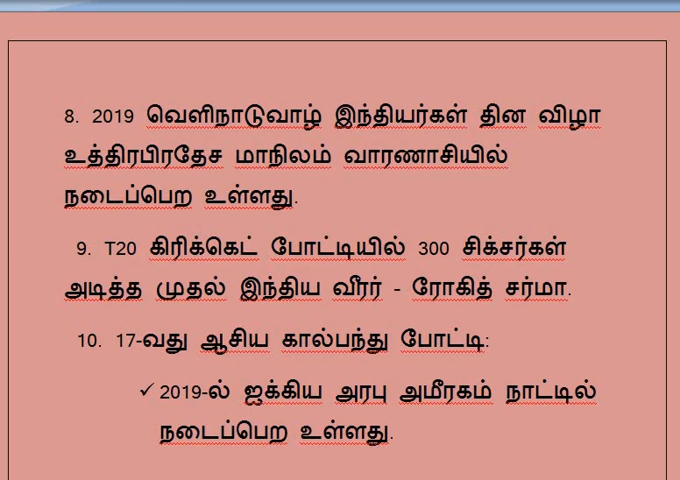 8. 2019 வெளிநாடுவாழ் இந்தியர்கள் தின விழா
உத்திரபிரதேச மாநிலம் வாரணாசியில்
நடைப்பெற உள்ளது.
9. T20 கிரிக்கெட் போட்டியில் 300 சிக்சர்கள்
அடித்த முதல் இந்திய வீரர் - ரோகித் சர்மா.
10. 17-வது ஆசிய கால்பந்து போட்டி:
✓ 2019-ல் ஐக்கிய அரபு அமீரகம் நாட்டில்
நடைப்பெற உள்ளது.